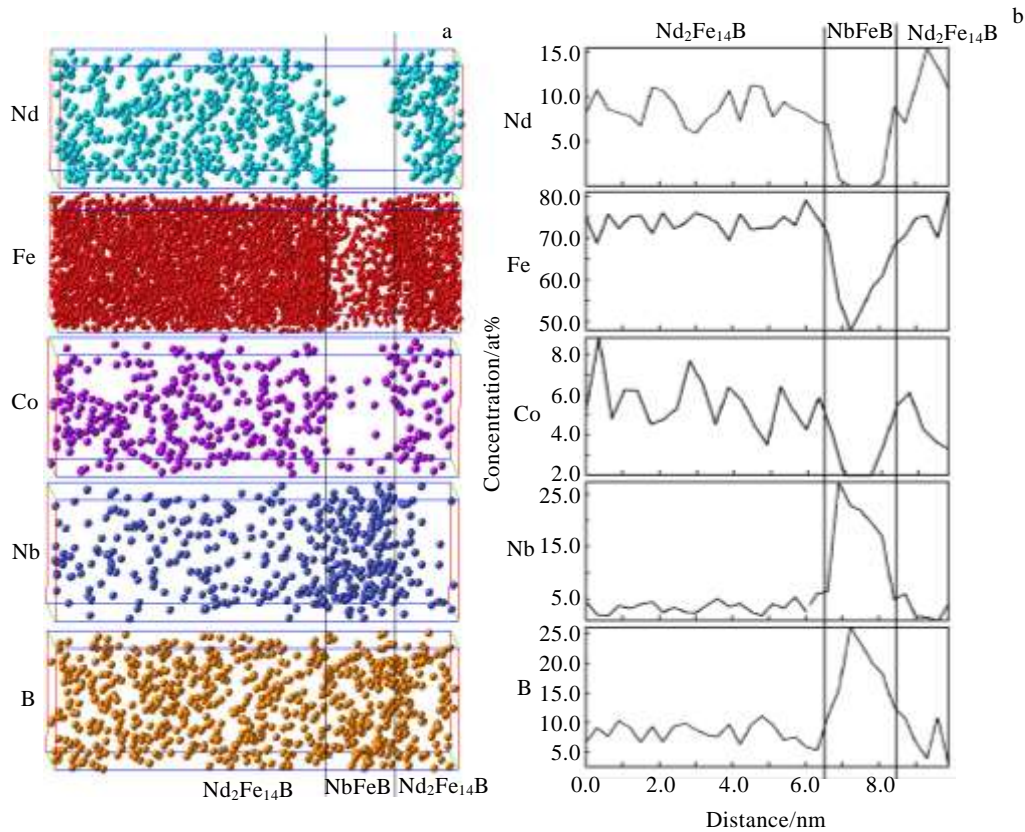 a
Nd
Fe
Co
Nb
B
Nd₂Fe₁₄B NbFeB Nd₂Fe₁₄B
b
Nd₂Fe₁₄B NbFeB Nd₂Fe₁₄B
Concentration/at%
Nd
15.0
10.0
5.0
Fe
80.0
70.0
60.0
50.0
Co
8.0
6.0
4.0
2.0
Nb
25.0
15.0
5.0
B
25.0
20.0
15.0
10.0
5.0
0.0 2.0 4.0 6.0 8.0
Distance/nm